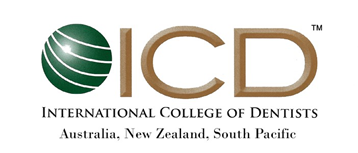 ICD™
INTERNATIONAL COLLEGE OF DENTISTS
Australia, New Zealand, South Pacific